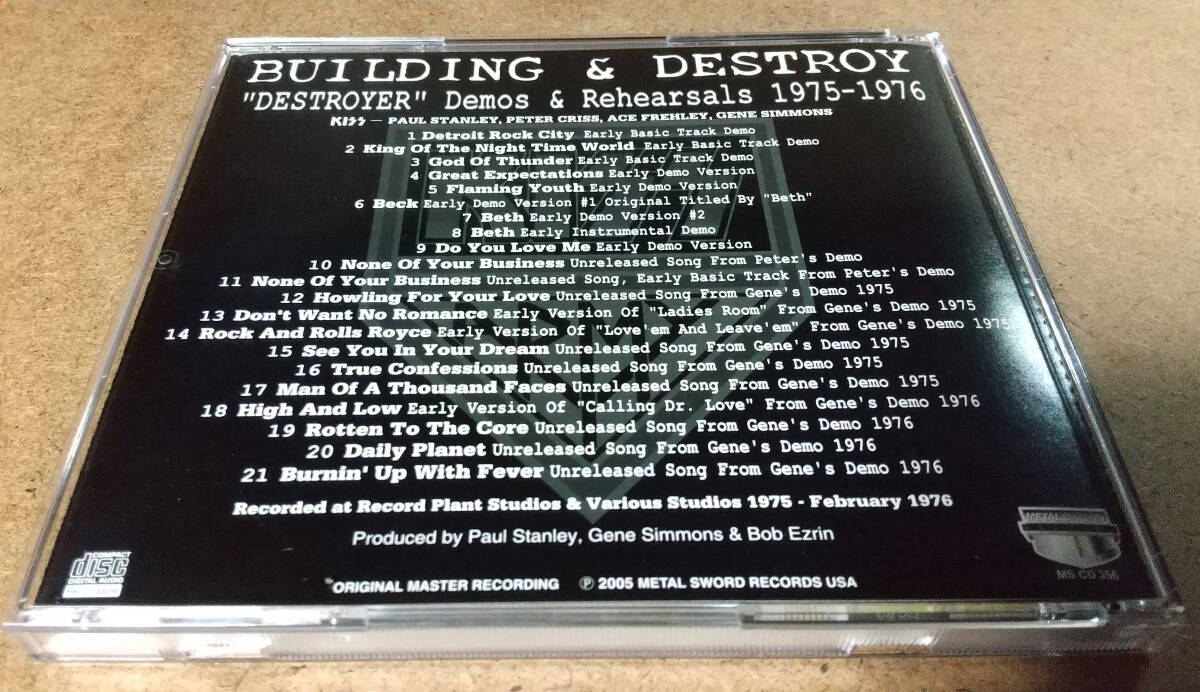 BUILDING & DESTROY
"DESTROYER" Demos & Rehearsals 1975-1976
KISS — PAUL STANLEY, PETER CRISS, ACE FREHLEY, GENE SIMMONS
1 Detroit Rock City Early Basic Track Demo
2 King Of The Night Time World Early Basic Track Demo
3 God Of Thunder Early Basic Track Demo
4 Great Expectations Early Demo Version
5 Flaming Youth Early Demo Version
6 Beck Early Demo Version #1 Original Titled By "Beth"
7 Beth Early Demo Version #2
8 Beth Early Instrumental Demo
9 Do You Love Me Early Demo Version
10 None Of Your Business Unreleased Song From Peter's Demo
11 None Of Your Business Unreleased Song, Early Basic Track From Peter's Demo
12 Howling For Your Love Unreleased Song From Gene's Demo 1975
13 Don't Want No Romance Early Version Of "Ladies Room" From Gene's Demo 1975
14 Rock And Rolls Royce Early Version Of "Love'em And Leave'em" From Gene's Demo 1975
15 See You In Your Dream Unreleased Song From Gene's Demo 1975
16 True Confessions Unreleased Song From Gene's Demo 1975
17 Man Of A Thousand Faces Unreleased Song From Gene's Demo 1975
18 High And Low Early Version Of "Calling Dr. Love" From Gene's Demo 1976
19 Rotten To The Core Unreleased Song From Gene's Demo 1976
20 Daily Planet Unreleased Song From Gene's Demo 1976
21 Burnin' Up With Fever Unreleased Song From Gene's Demo 1976
Recorded at Record Plant Studios & Various Studios 1975 - February 1976
Produced by Paul Stanley, Gene Simmons & Bob Ezrin
COMPACT
disc
DIGITAL AUDIO
ORIGINAL MASTER RECORDING ℗ 2005 METAL SWORD RECORDS USA
METAL SWORD
MS CD 356